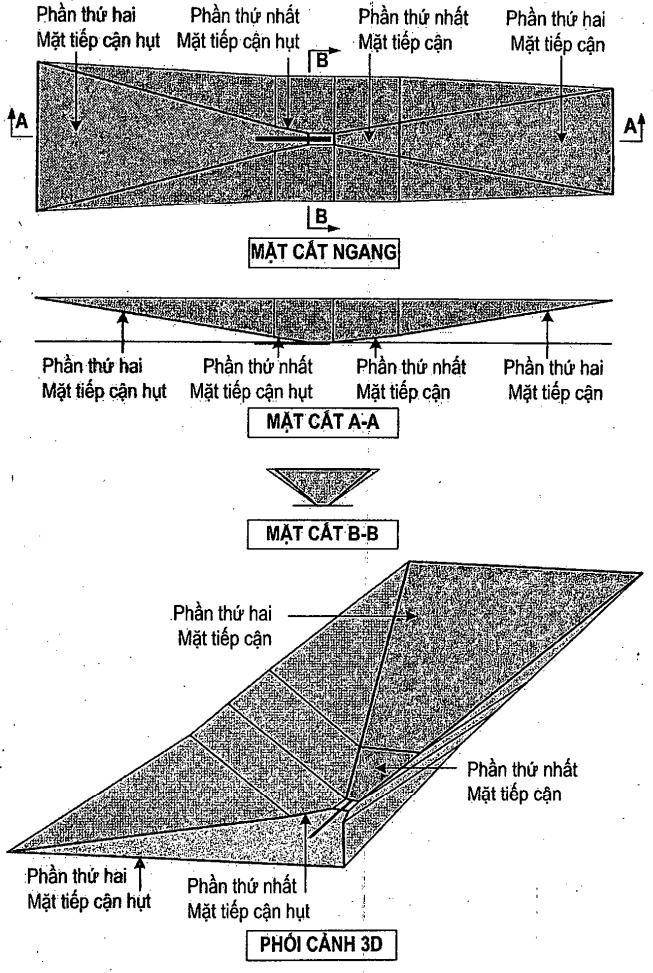 Phần thứ hai
Mặt tiếp cận hụt
Phần thứ nhất
Mặt tiếp cận hụt
Phần thứ nhất
Mặt tiếp cận
Phần thứ hai
Mặt tiếp cận
B
A
A
B
MẶT CẮT NGANG
Phần thứ hai
Mặt tiếp cận hụt
Phần thứ nhất
Mặt tiếp cận hụt
Phần thứ nhất
Mặt tiếp cận
Phần thứ hai
Mặt tiếp cận
MẶT CẮT A-A
MẶT CẮT B-B
Phần thứ hai
Mặt tiếp cận
Phần thứ nhất
Mặt tiếp cận
Phần thứ hai
Mặt tiếp cận hụt
Phần thứ nhất
Mặt tiếp cận hụt
PHỐI CẢNH 3D